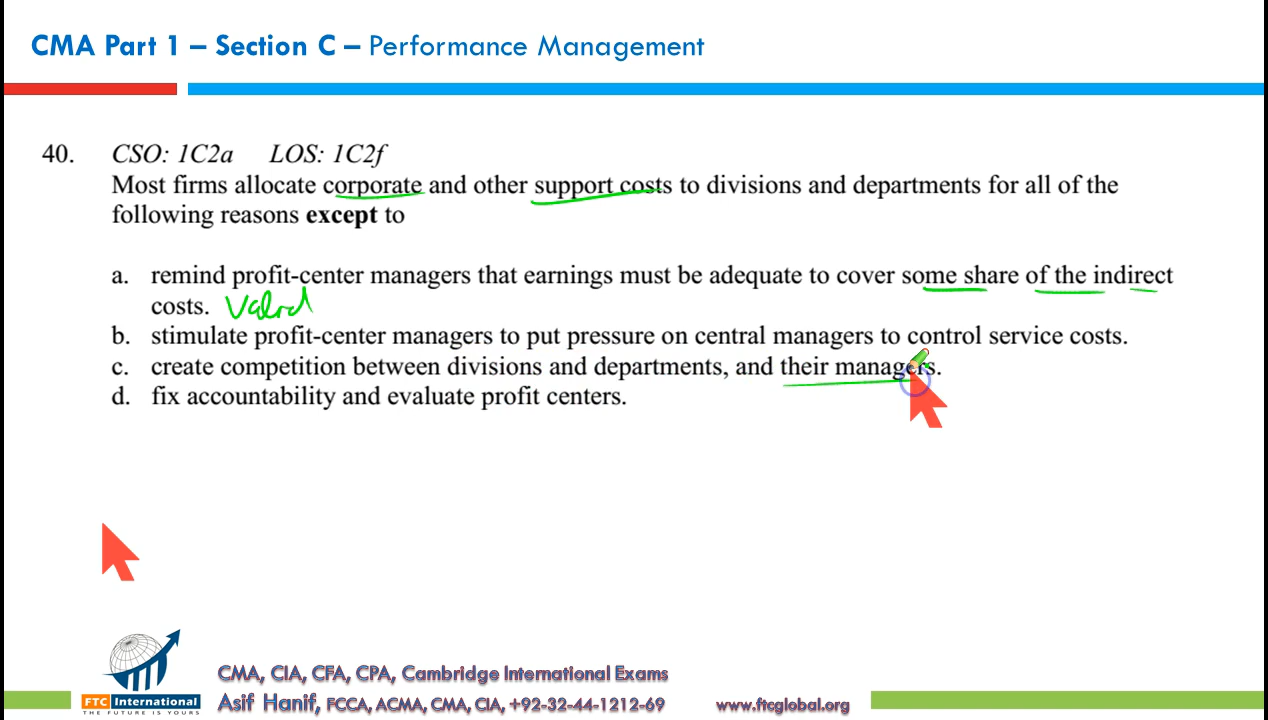 CMA Part 1 – Section C – Performance Management
40. CSO: 1C2a LOS: 1C2f
Most firms allocate corporate and other support costs to divisions and departments for all of the
following reasons except to
a. remind profit-center managers that earnings must be adequate to cover some share of the indirect
costs. Valid
b. stimulate profit-center managers to put pressure on central managers to control service costs.
c. create competition between divisions and departments, and their managers.
d. fix accountability and evaluate profit centers.
FTC International
THE FUTURE IS YOURS
CMA, CIA, CFA, CPA, Cambridge International Exams
Asif Hanif, FCCA, ACMA, CMA, CIA, +92-32-44-1212-69 www.ftcglobal.org